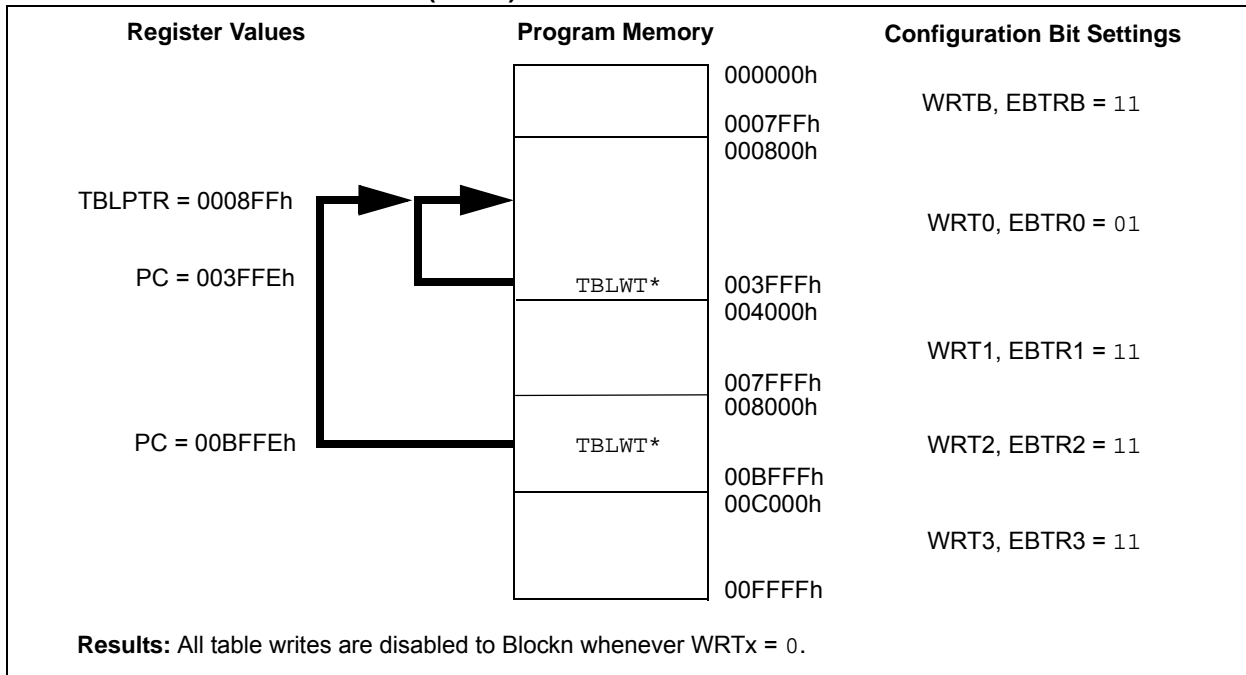 Register Values Program Memory Configuration Bit Settings
000000h
WRTB, EBTRB = 11
0007FFh
000800h
TBLPTR = 0008FFh
WRT0, EBTR0 = 01
PC = 003FFEh TBLWT* 003FFFh
004000h
WRT1, EBTR1 = 11
007FFFh
008000h
PC = 00BFFEh TBLWT* WRT2, EBTR2 = 11
00BFFFh
00C000h
WRT3, EBTR3 = 11
00FFFFh
Results: All table writes are disabled to Blockn whenever WRTx = 0.